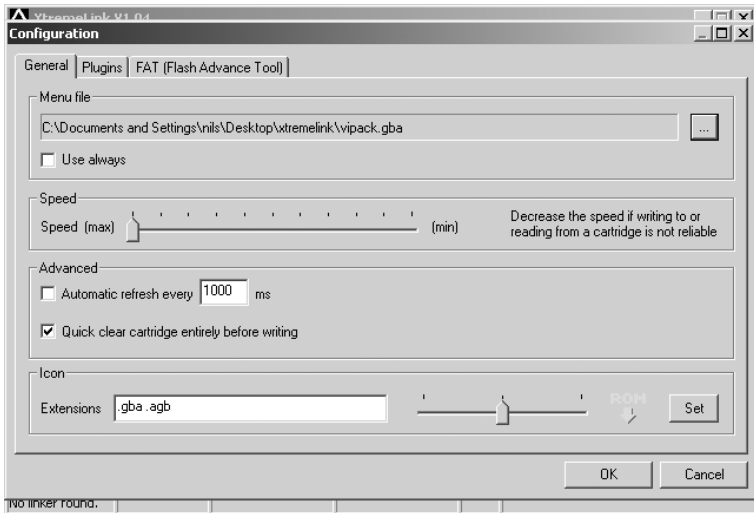 XtremeLink V1.04
Configuration
General Plugins FAT (Flash Advance Tool)
Menu file
C:\Documents and Settings\nils\Desktop\xtremelink\vipack.gba ...
Use always
Speed
Speed (max) (min) Decrease the speed if writing to or
reading from a cartridge is not reliable
Advanced
Automatic refresh every 1000 ms
Quick clear cartridge entirely before writing
Icon
Extensions .gba .agb ROM Set
OK Cancel
No linker found.